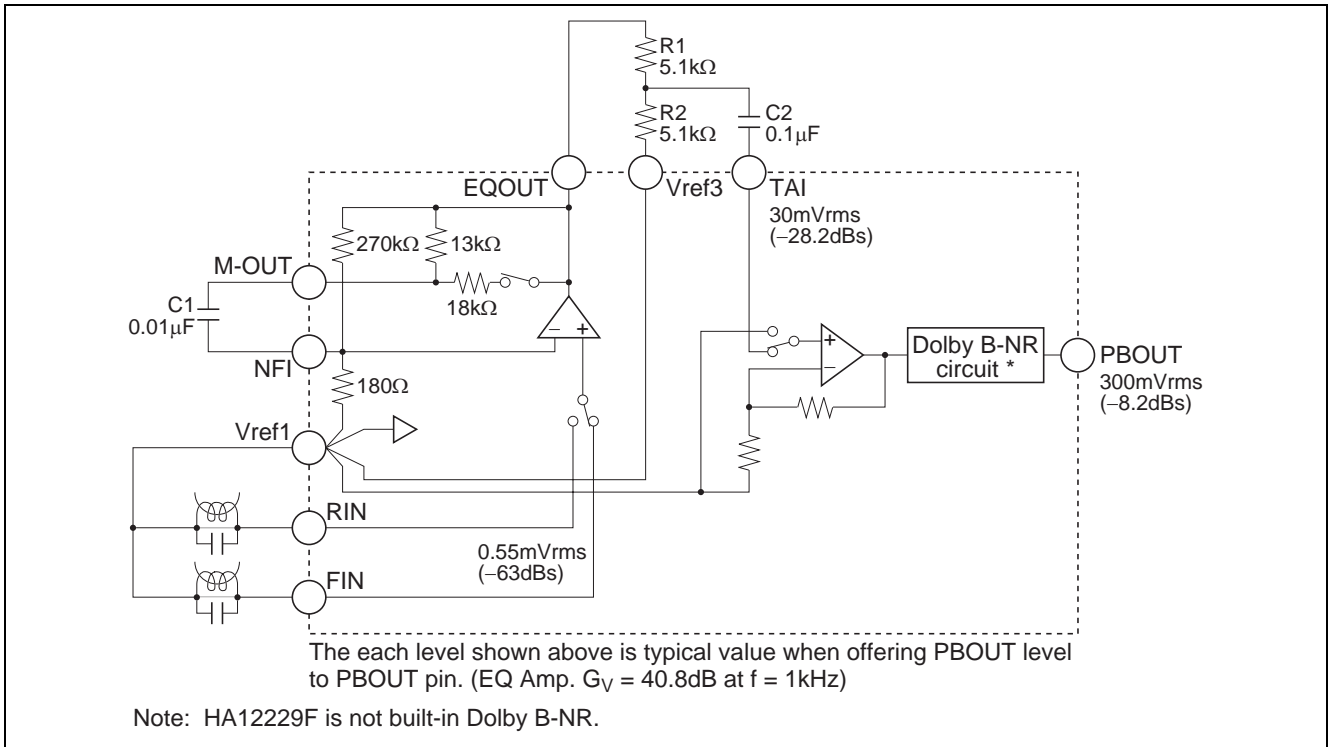 R1
5.1kΩ
R2
5.1kΩ
C2
0.1μF
EQOUT
Vref3
TAI
30mVrms
(−28.2dBs)
270kΩ
13kΩ
M-OUT
18kΩ
C1
0.01μF
− +
NFI
180Ω
+
−
Dolby B-NR
circuit *
PBOUT
300mVrms
(−8.2dBs)
Vref1
RIN
0.55mVrms
(−63dBs)
FIN
The each level shown above is typical value when offering PBOUT level
to PBOUT pin. (EQ Amp. GV = 40.8dB at f = 1kHz)
Note: HA12229F is not built-in Dolby B-NR.